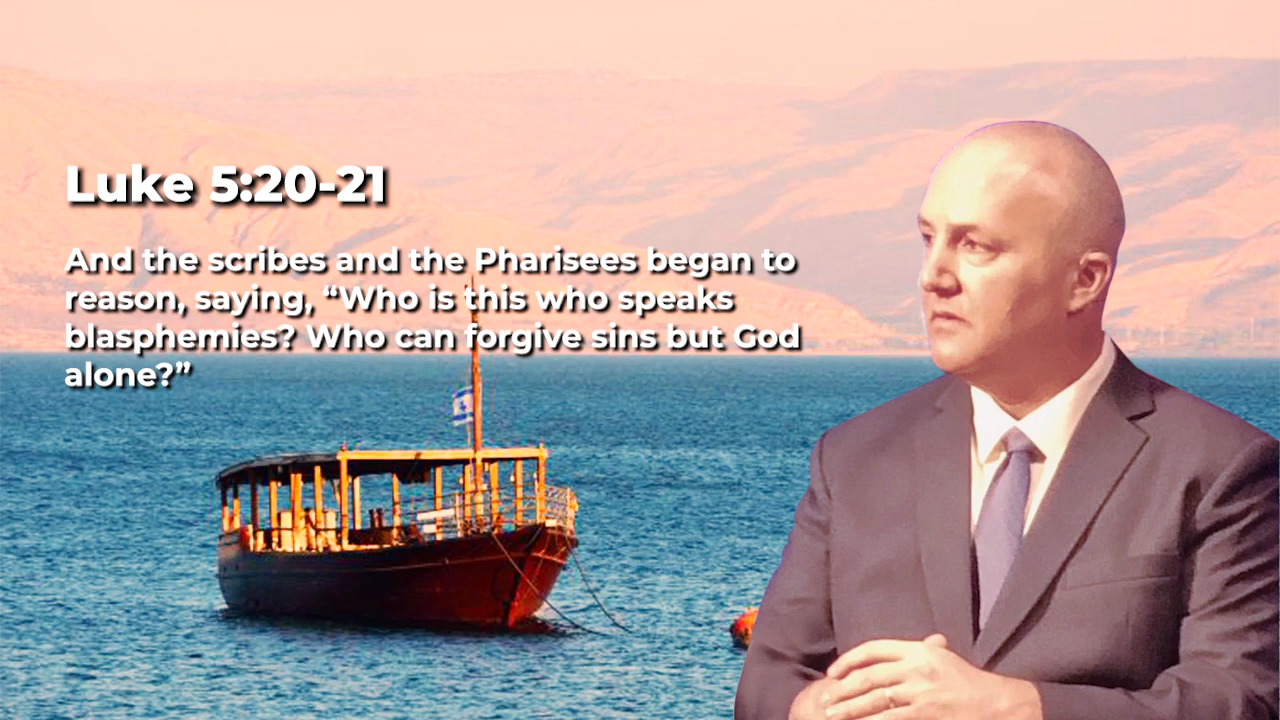 Luke 5:20-21
And the scribes and the Pharisees began to
reason, saying, “Who is this who speaks
blasphemies? Who can forgive sins but God
alone?”